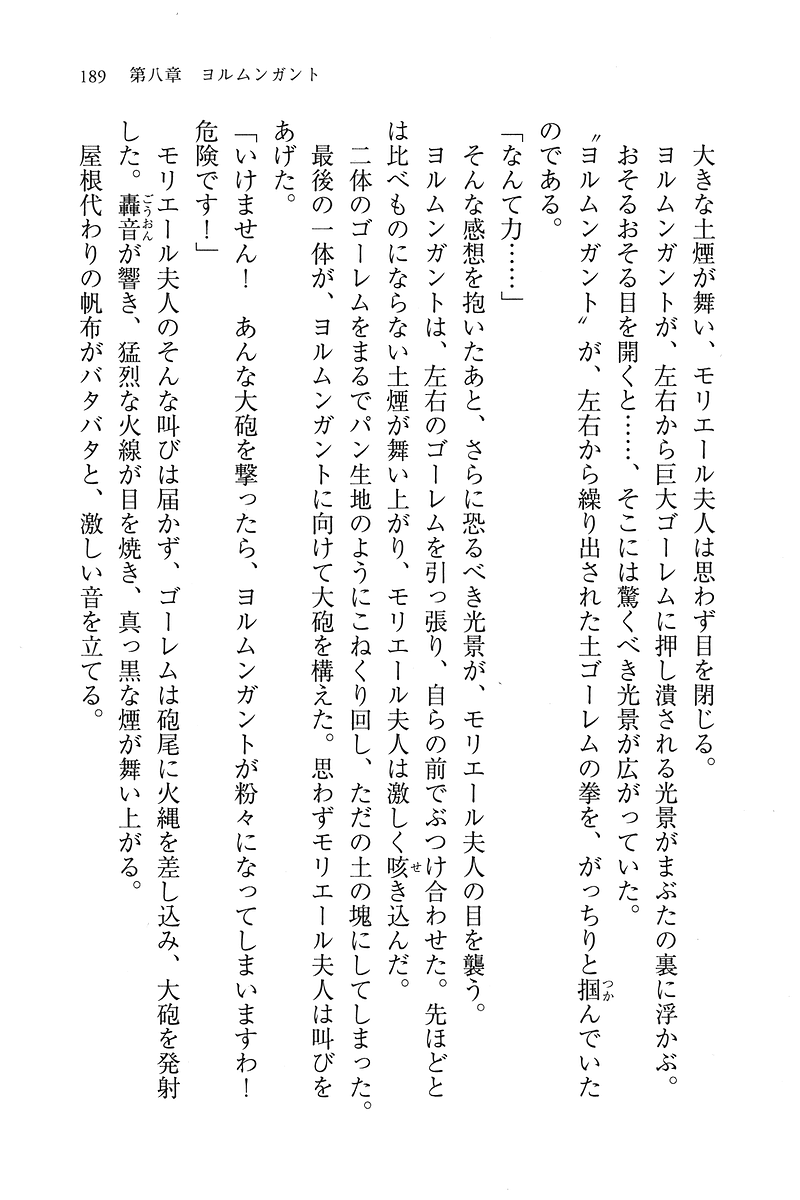 189　第八章　ヨルムンガント
大きな土煙が舞い、モリエール夫人は思わず目を閉じる。
ヨルムンガントが、左右から巨大ゴーレムに押し潰される光景がまぶたの裏に浮かぶ。
おそるおそる目を開くと……、そこには驚くべき光景が広がっていた。
〝ヨルムンガント〟が、左右から繰り出された土ゴーレムの拳を、がっちりと掴んでいた
のである。
「なんて力……」
そんな感想を抱いたあと、さらに恐るべき光景が、モリエール夫人の目を襲う。
ヨルムンガントは、左右のゴーレムを引っ張り、自らの前でぶつけ合わせた。先ほどと
は比べものにならない土煙が舞い上がり、モリエール夫人は激しく咳き込んだ。
二体のゴーレムをまるでパン生地のようにこねくり回し、ただの土の塊にしてしまった。
最後の一体が、ヨルムンガントに向けて大砲を構えた。思わずモリエール夫人は叫びを
あげた。
「いけません！　あんな大砲を撃ったら、ヨルムンガントが粉々になってしまいますわ！
危険です！」
モリエール夫人のそんな叫びは届かず、ゴーレムは砲尾に火縄を差し込み、大砲を発射
した。轟音が響き、猛烈な火線が目を焼き、真っ黒な煙が舞い上がる。
屋根代わりの帆布がバタバタと、激しい音を立てる。